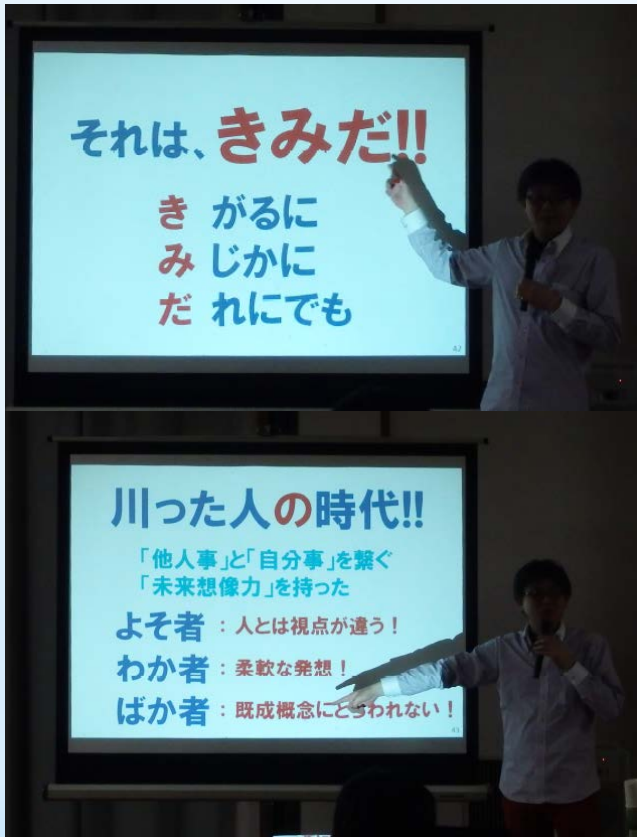 それは、きみだ!!
き がるに
み じかに
だ れにでも
42
川った人の時代!!
「他人事」と「自分事」を繋ぐ
「未来想像力」を持った
よそ者：人とは視点が違う！
わか者：柔軟な発想！
ばか者：既成概念にとらわれない！
43